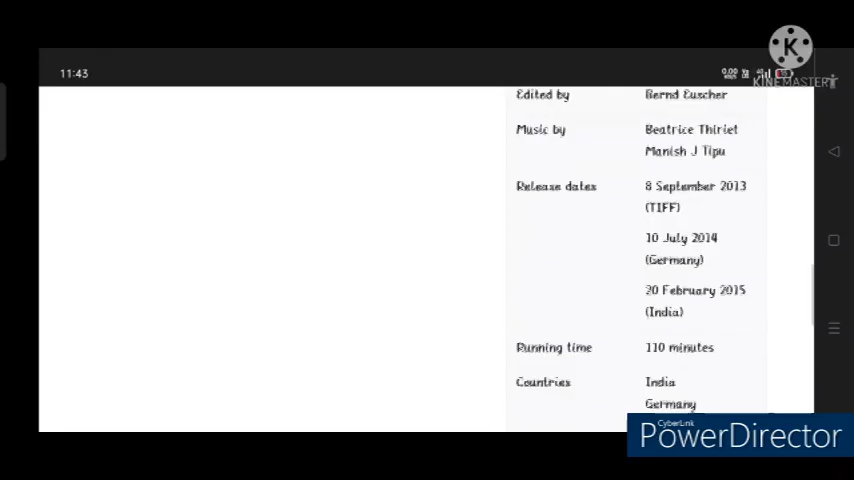 11:43
KINEMASTER
Edited by Bernd Euscher
Music by Beatrice Thiriet
Manish J Tipu
Release dates 8 September 2013
(TIFF)
10 July 2014
(Germany)
20 February 2015
(India)
Running time 110 minutes
Countries India
Germany
CyberLink
PowerDirector